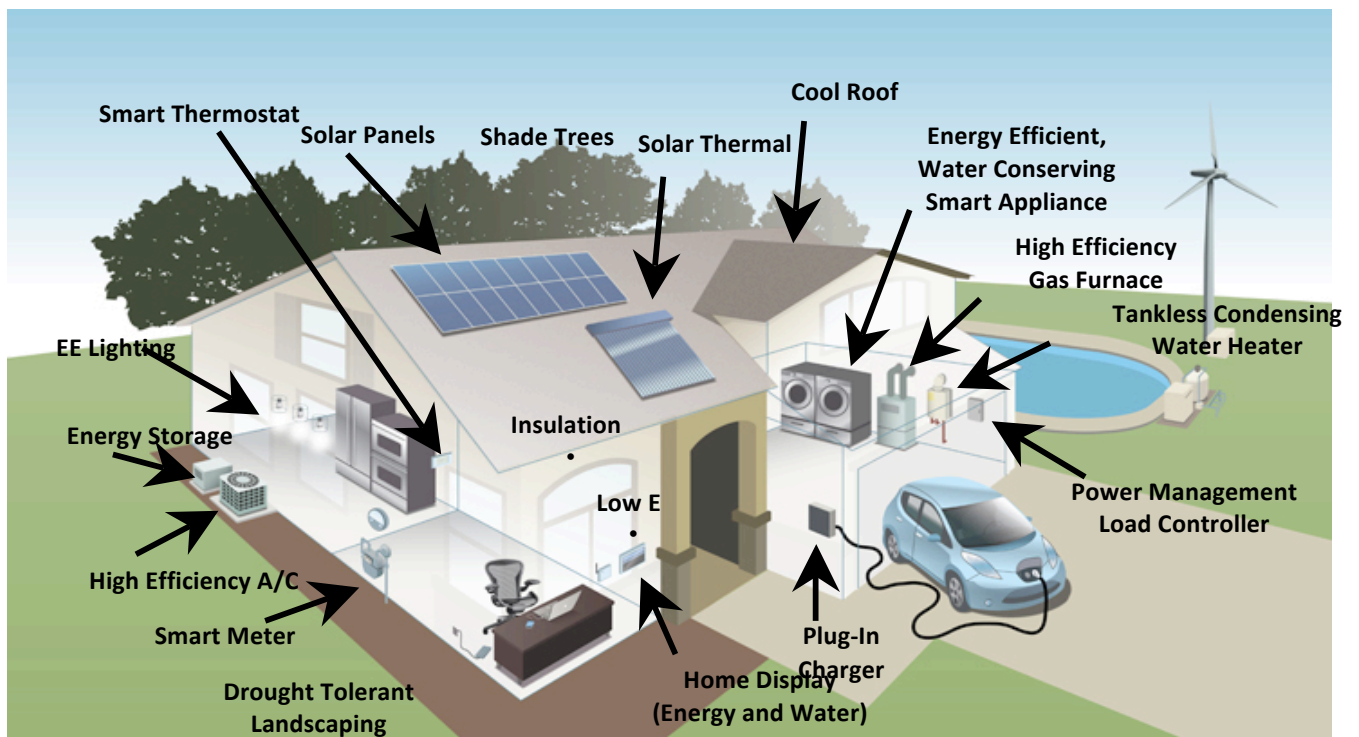 Smart Thermostat
Solar Panels
Shade Trees
Solar Thermal
Cool Roof
Energy Efficient,
Water Conserving
Smart Appliance
High Efficiency
Gas Furnace
Tankless Condensing
Water Heater
EE Lighting
Energy Storage
Insulation
Low E
Power Management
Load Controller
High Efficiency A/C
Smart Meter
Plug-In
Charger
Home Display
(Energy and Water)
Drought Tolerant
Landscaping